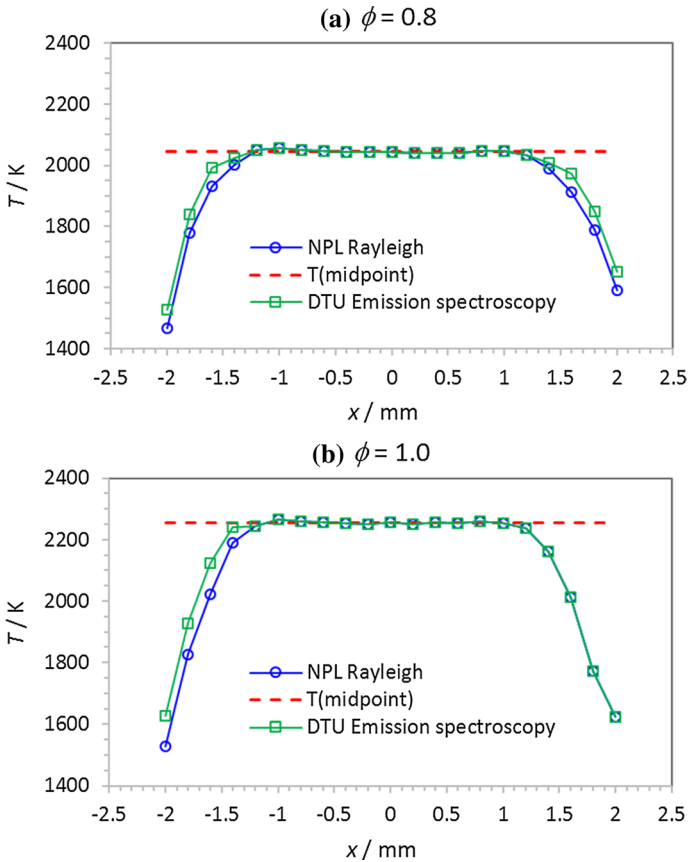 (a) ϕ = 0.8
2400
2200
2000
1800
1600
1400
T / K
NPL Rayleigh
T(midpoint)
DTU Emission spectroscopy
-2.5 -2 -1.5 -1 -0.5 0 0.5 1 1.5 2 2.5
x / mm
(b) ϕ = 1.0
2400
2200
2000
1800
1600
1400
T / K
NPL Rayleigh
T(midpoint)
DTU Emission spectroscopy
-2.5 -2 -1.5 -1 -0.5 0 0.5 1 1.5 2 2.5
x / mm